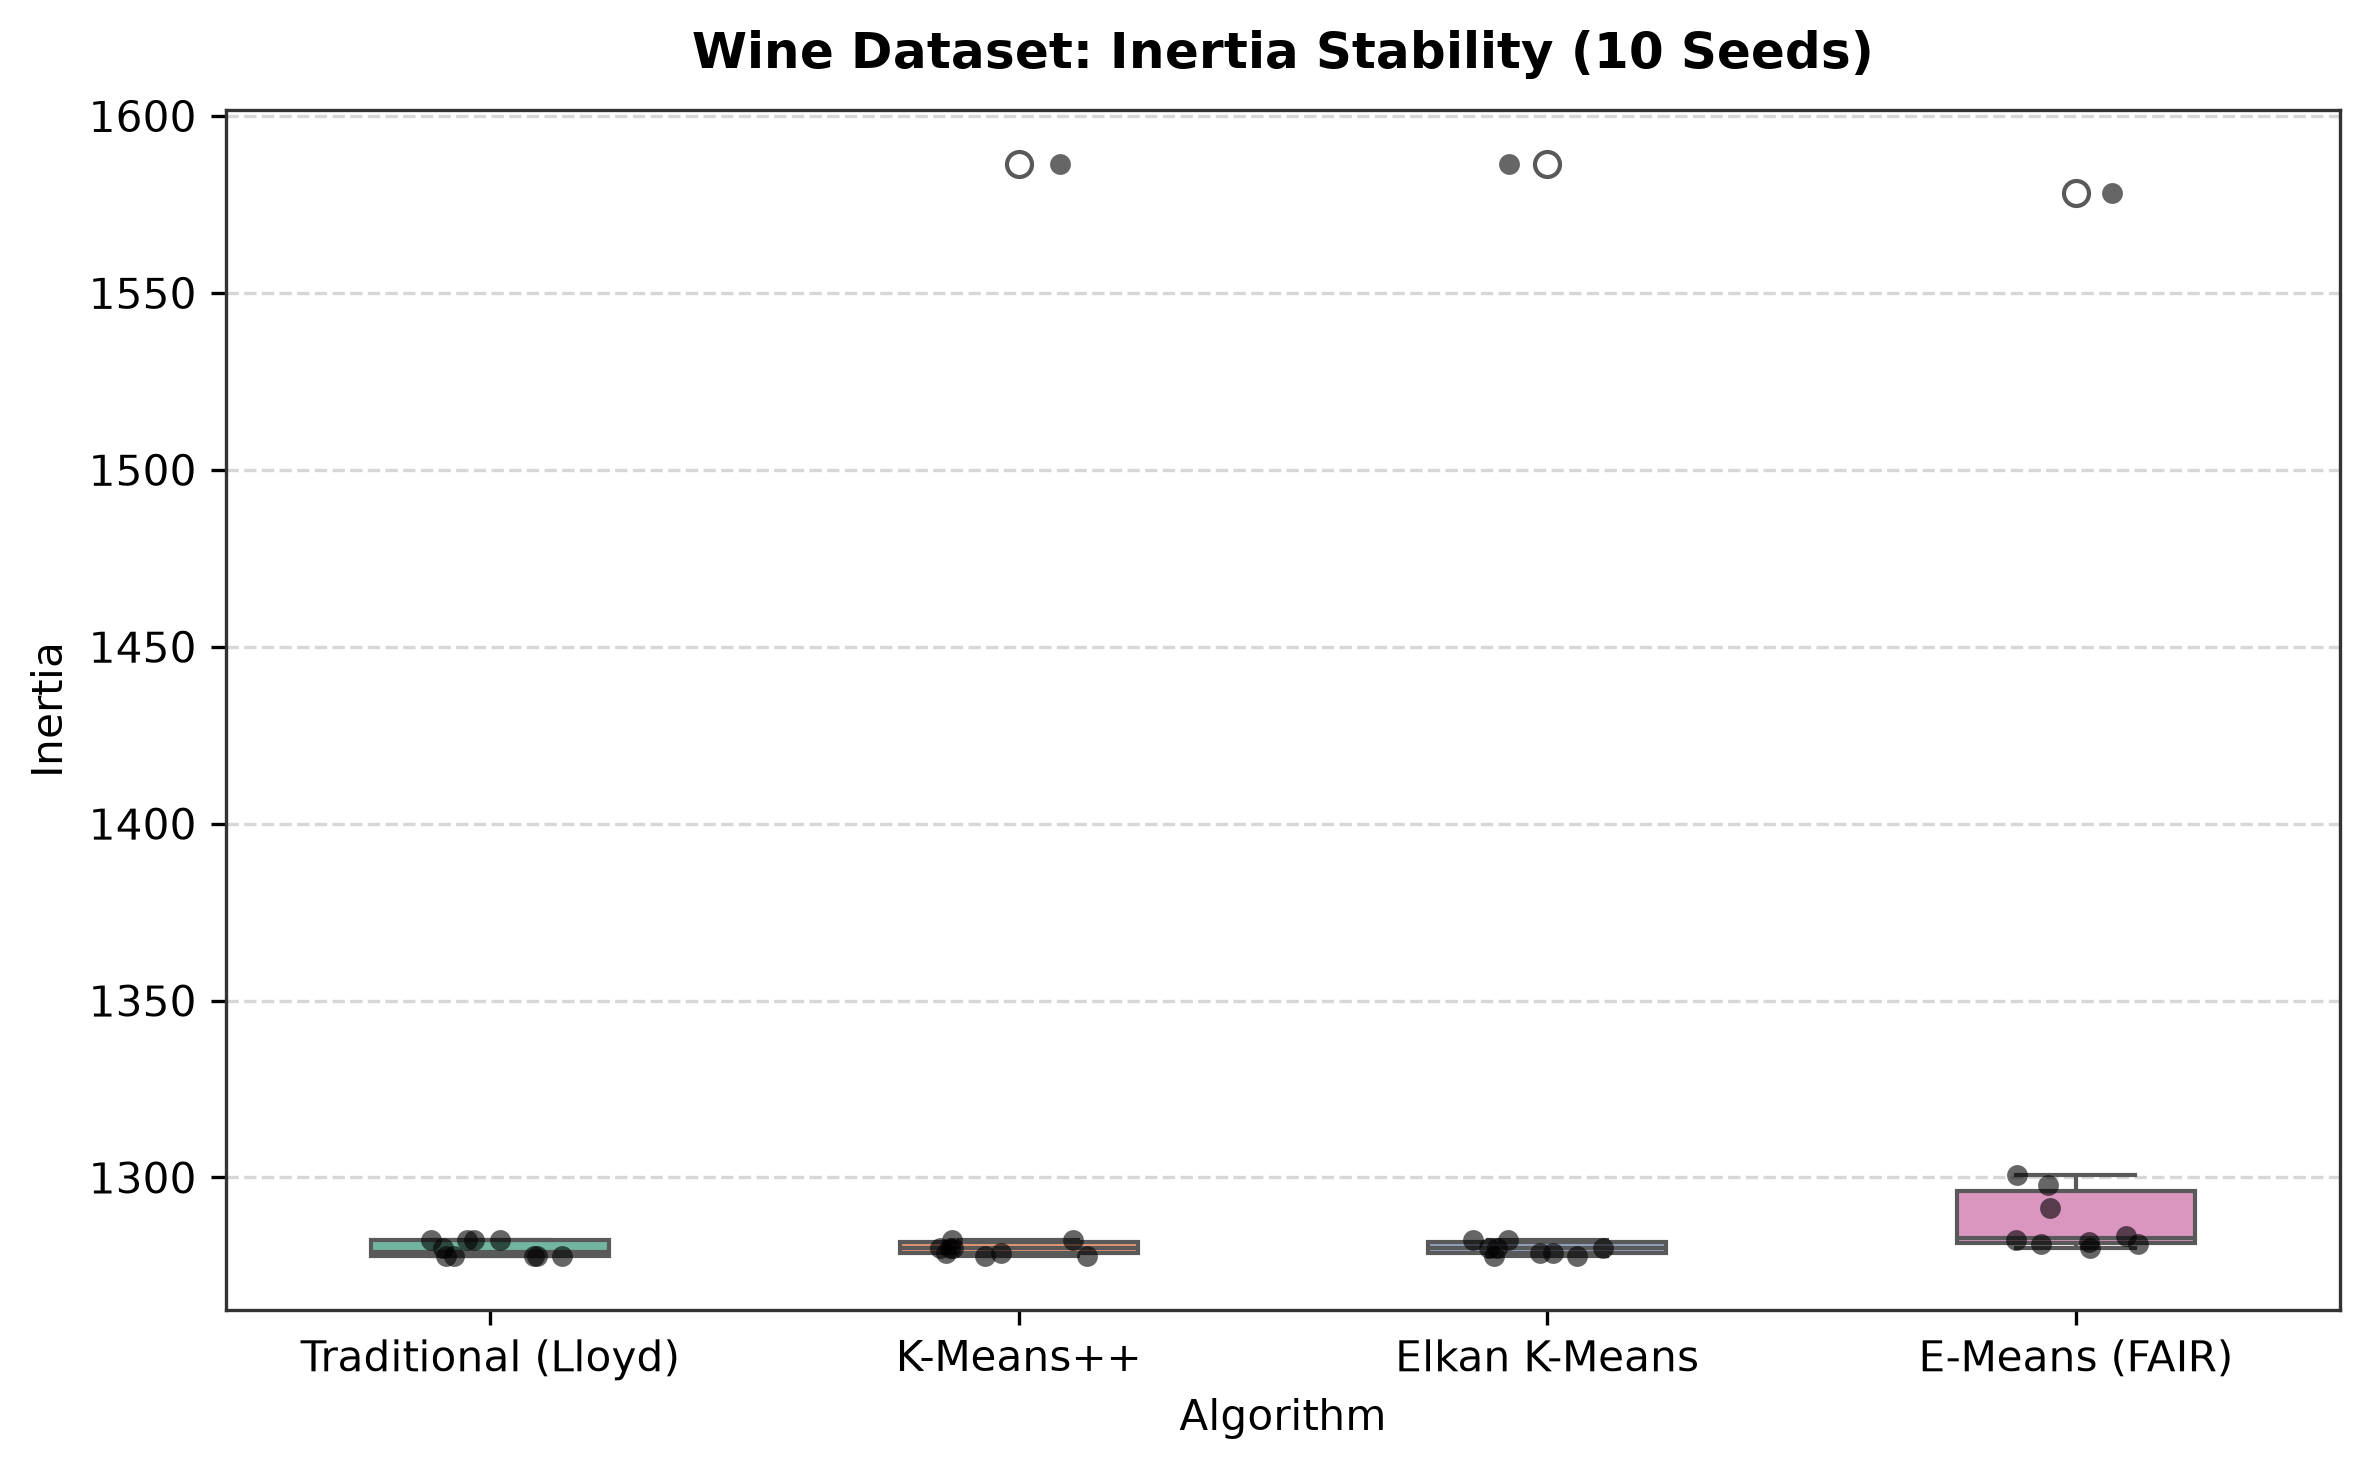 Wine Dataset: Inertia Stability (10 Seeds)
1600
1550
1500
1450
1400
1350
1300
Inertia
Traditional (Lloyd)
K-Means++
Elkan K-Means
E-Means (FAIR)
Algorithm